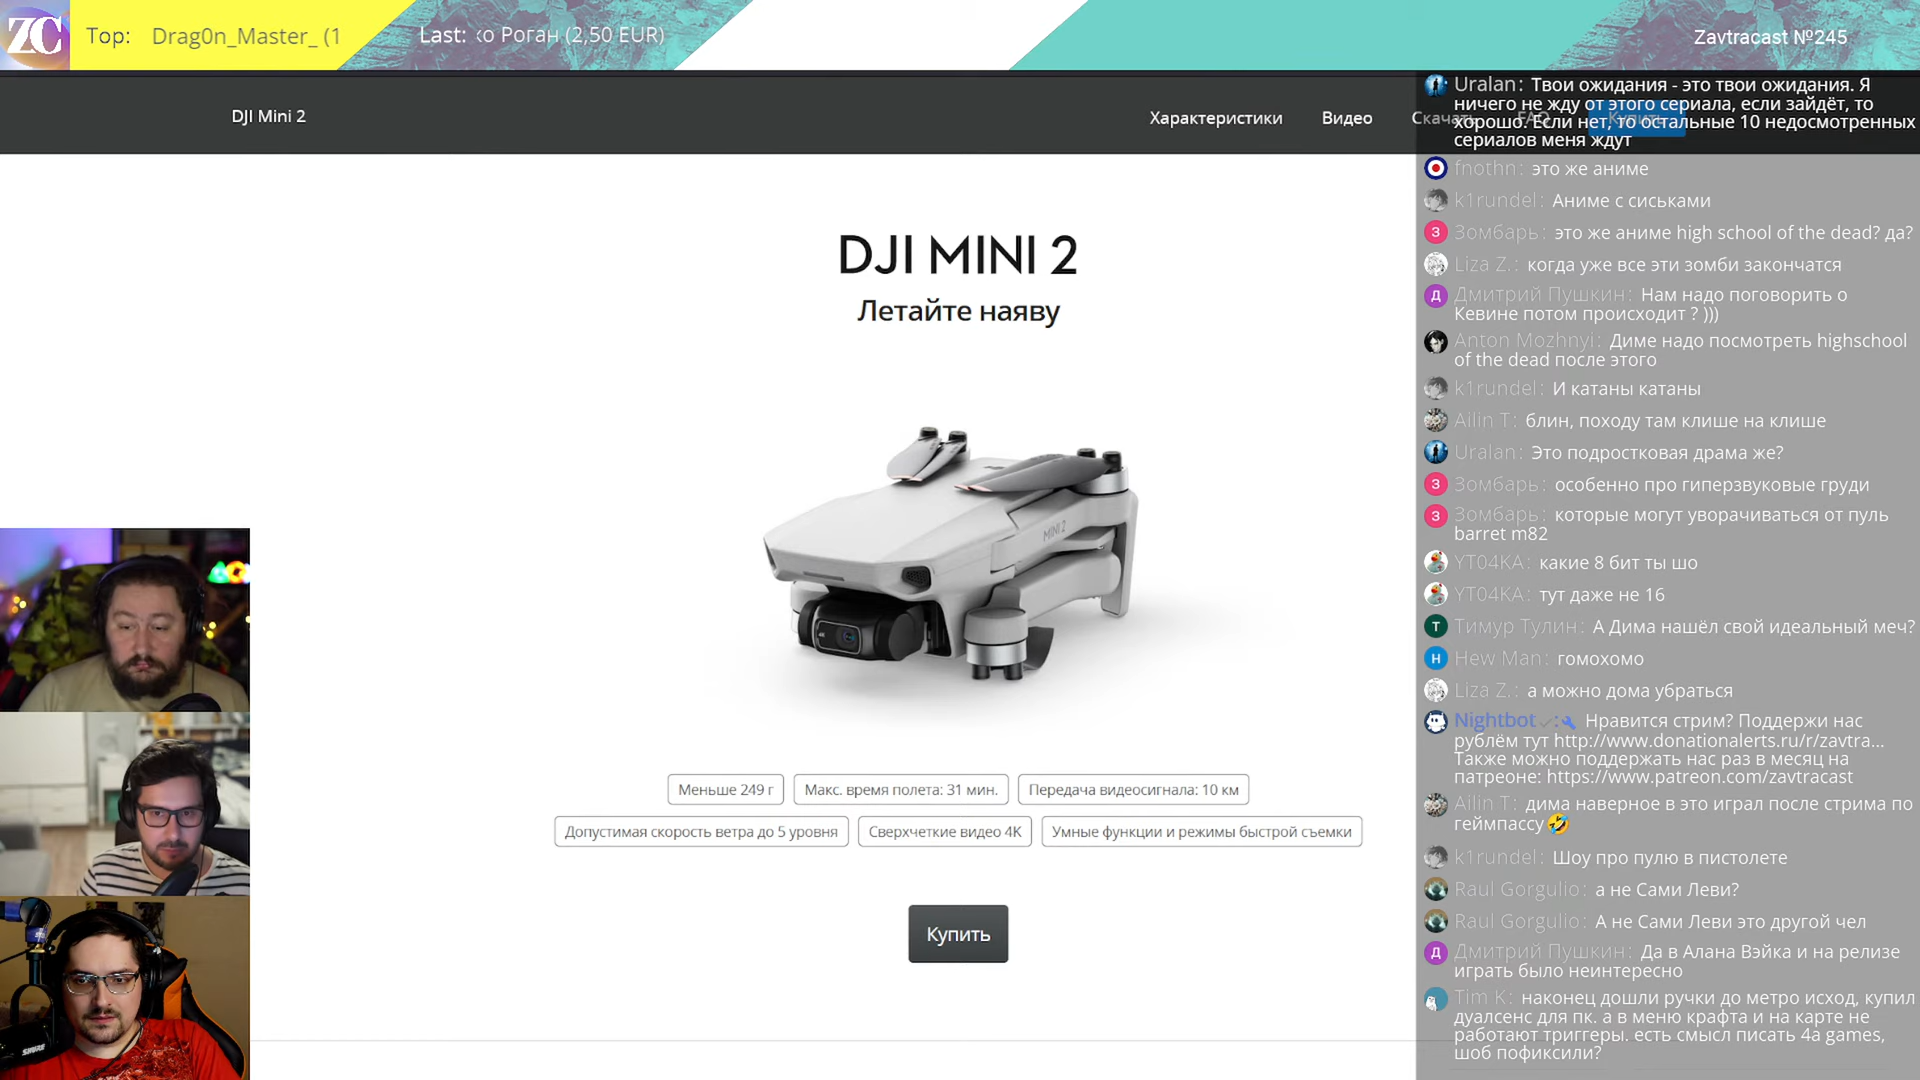 ZC
Top: Drag0n_Master_ (1
Last: ко Роган (2,50 EUR)
Zavtracast №245
DJI Mini 2
Характеристики
Видео
Скачать
FAQ
Купить
DJI MINI 2
Летайте наяву
MINI 2
4K
Меньше 249 г
Макс. время полета: 31 мин.
Передача видеосигнала: 10 км
Допустимая скорость ветра до 5 уровня
Сверхчеткие видео 4K
Умные функции и режимы быстрой съемки
Купить
SHURE
Uralan: Твои ожидания - это твои ожидания. Я
ничего не жду от этого сериала, если зайдёт, то
хорошо. Если нет, то остальные 10 недосмотренных
сериалов меня ждут
fnothn: это же аниме
k1rundel: Аниме с сиськами
З Зомбарь: это же аниме high school of the dead? да?
Liza Z.: когда уже все эти зомби закончатся
Д Дмитрий Пушкин: Нам надо поговорить о
Кевине потом происходит ? )))
Anton Mozhnyi: Диме надо посмотреть highschool
of the dead после этого
k1rundel: И катаны катаны
Ailin T: блин, походу там клише на клише
Uralan: Это подростковая драма же?
З Зомбарь: особенно про гиперзвуковые груди
З Зомбарь: которые могут уворачиваться от пуль
barret m82
YT04KA: какие 8 бит ты шо
YT04KA: тут даже не 16
Т Тимур Тулин: А Дима нашёл свой идеальный меч?
H Hew Man: гомохомо
Liza Z.: а можно дома убраться
Nightbot: Нравится стрим? Поддержи нас
рублём тут http://www.donationalerts.ru/r/zavtra...
Также можно поддержать нас раз в месяц на
патреоне: https://www.patreon.com/zavtracast
Ailin T: дима наверное в это играл после стрима по
геймпассу🤣
k1rundel: Шоу про пулю в пистолете
Raul Gorgulio: а не Сами Леви?
Raul Gorgulio: А не Сами Леви это другой чел
Д Дмитрий Пушкин: Да в Алана Вэйка и на релизе
играть было неинтересно
Tim K: наконец дошли ручки до метро исход, купил
дуалсенс для пк. а в меню крафта и на карте не
работают триггеры. есть смысл писать 4a games,
шоб пофиксили?